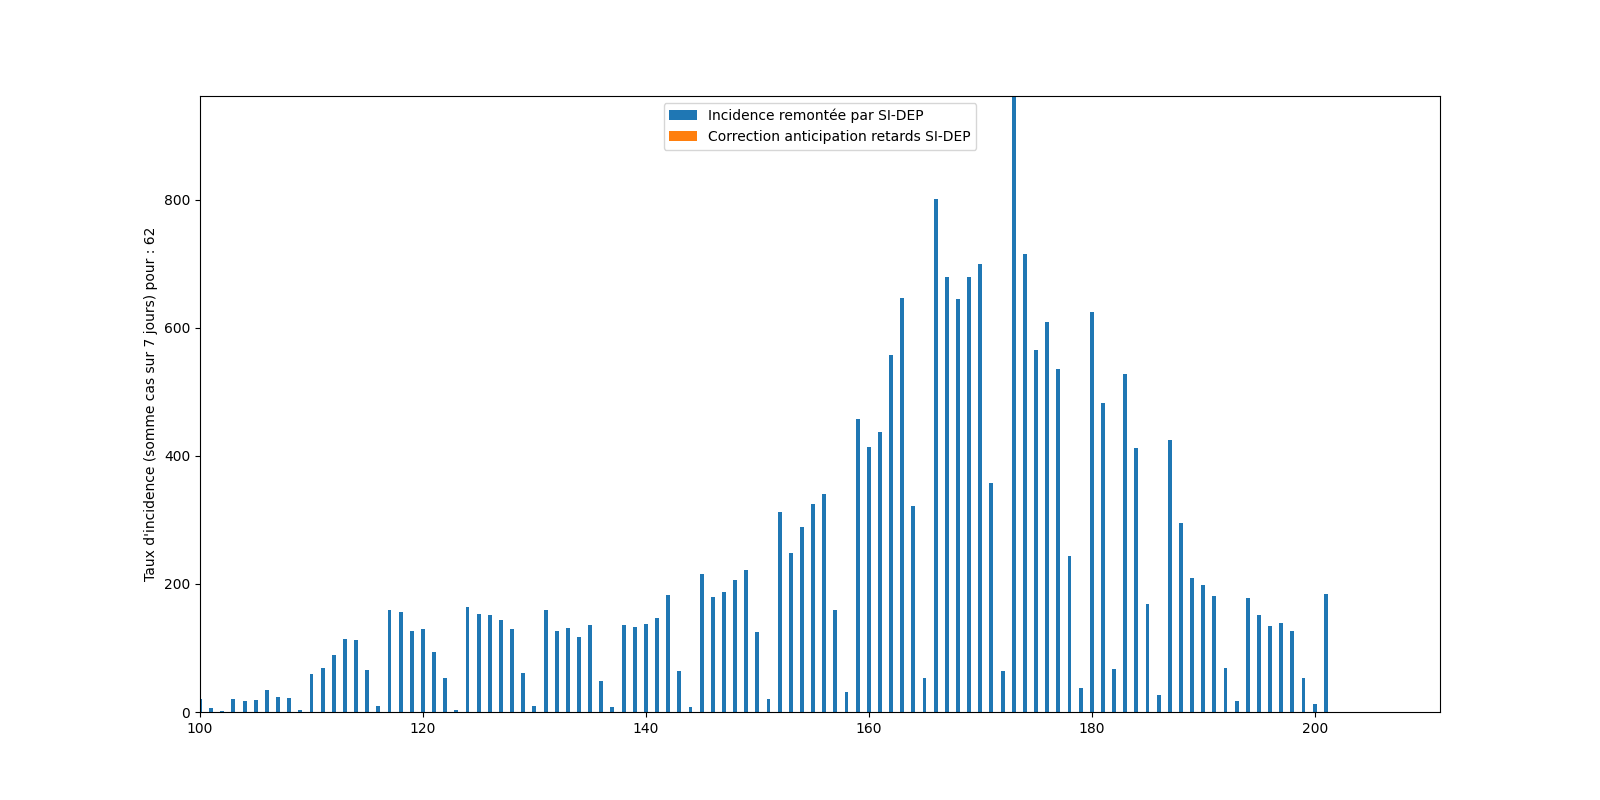 Incidence remontée par SI-DEP
Correction anticipation retards SI-DEP
Taux d'incidence (somme cas sur 7 jours) pour : 62
800
600
400
200
0
100 120 140 160 180 200